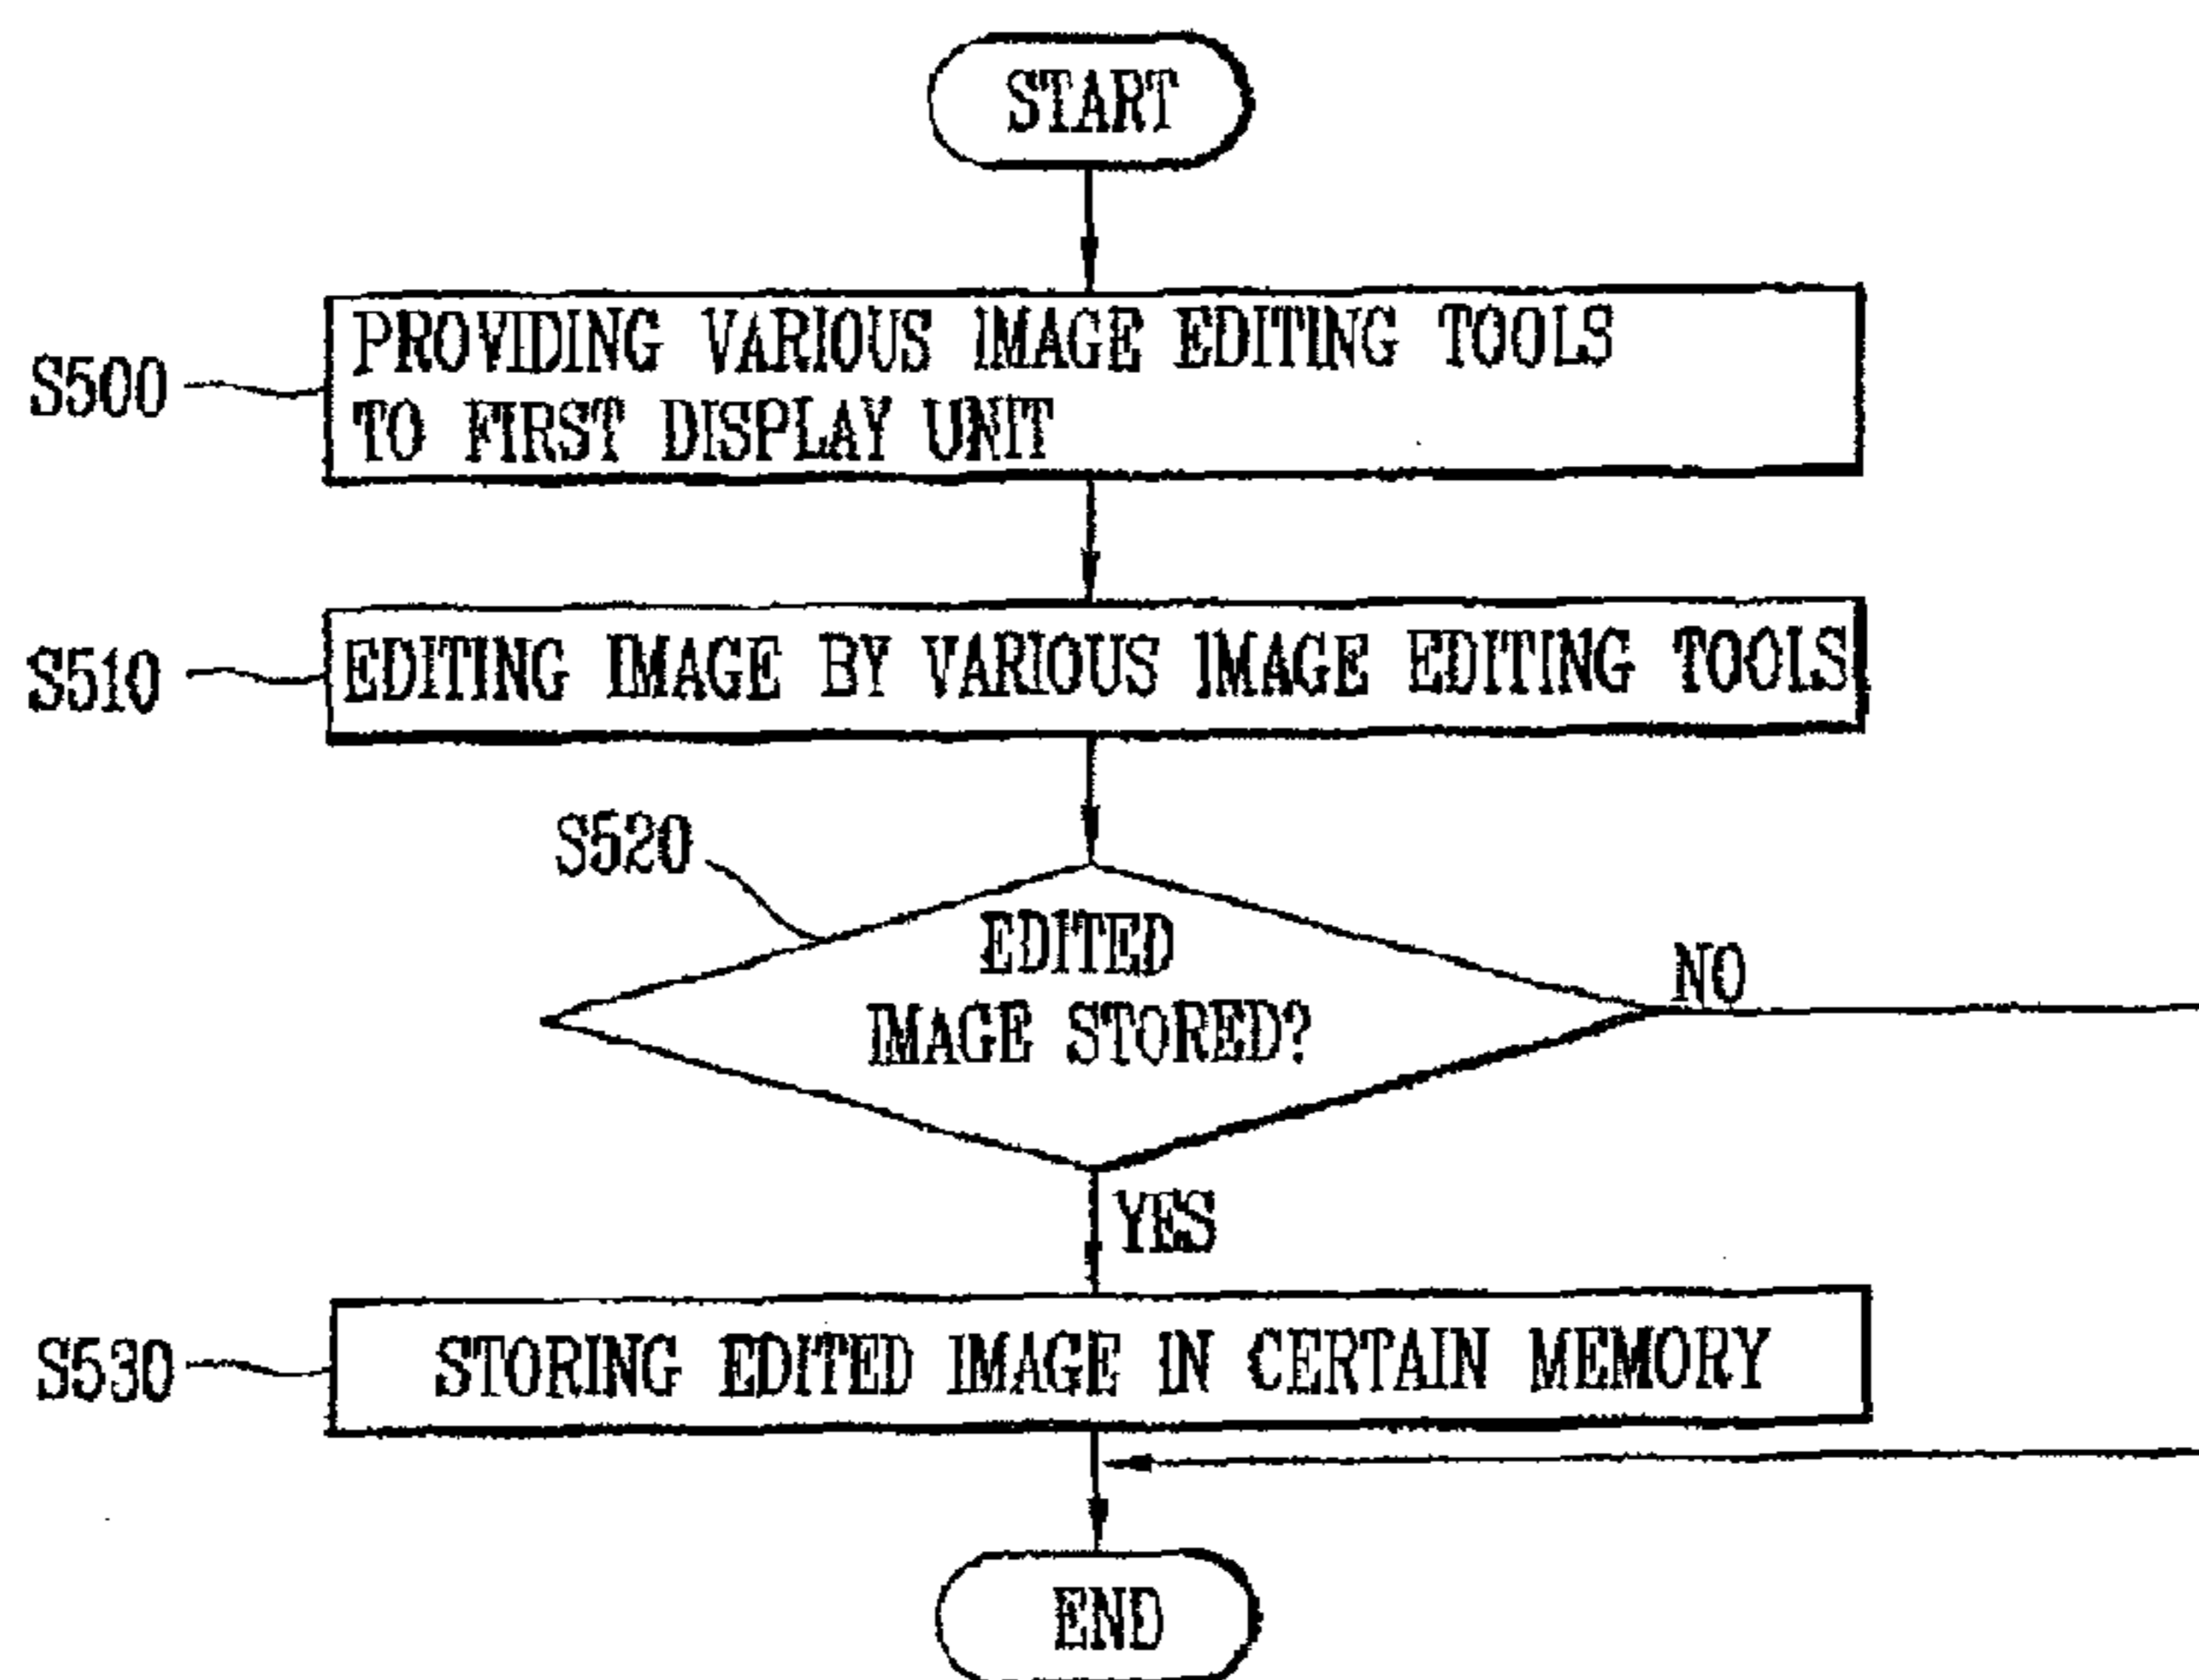 START
S500
PROVIDING VARIOUS IMAGE EDITING TOOLS
TO FIRST DISPLAY UNIT
S510
EDITING IMAGE BY VARIOUS IMAGE EDITING TOOLS
S520
EDITED
IMAGE STORED?
NO
YES
S530
STORING EDITED IMAGE IN CERTAIN MEMORY
END